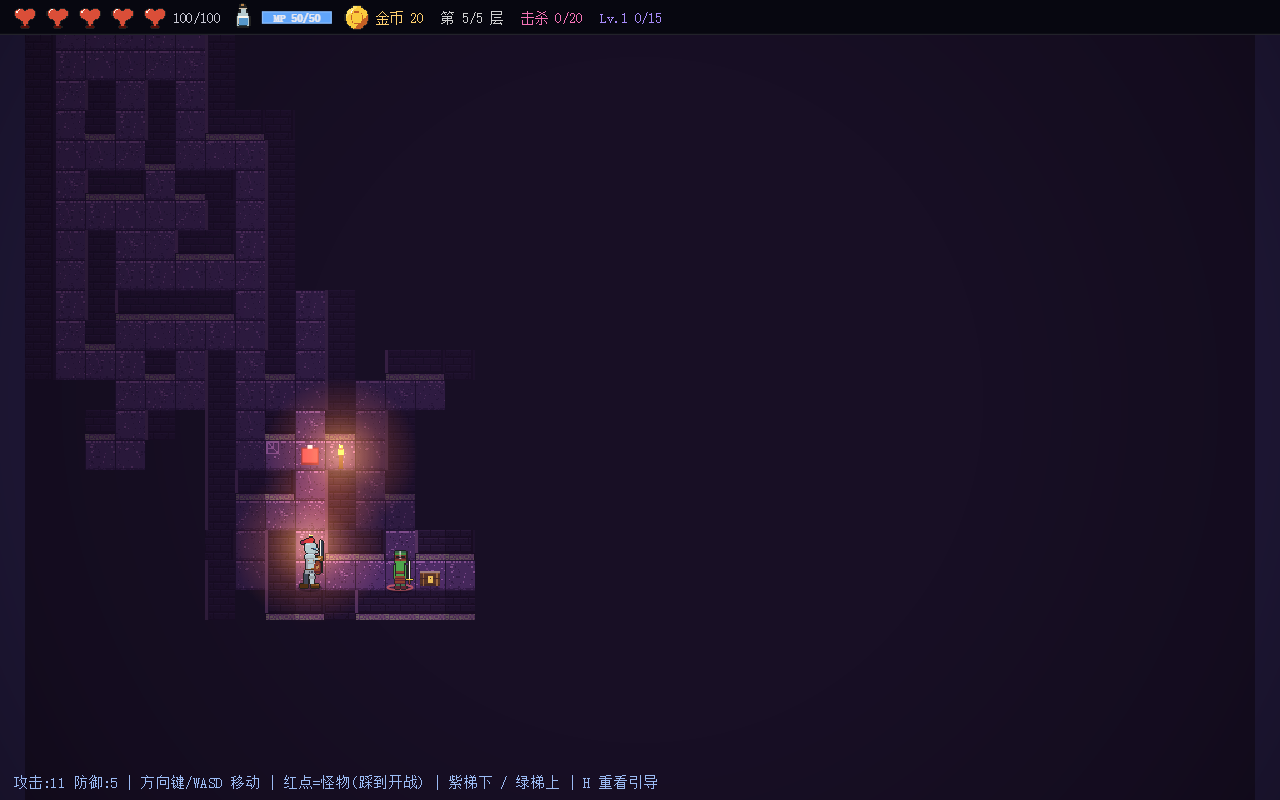 100/100 MP 50/50 金币 20 第 5/5 层 击杀 0/20 Lv.1 0/15
攻击:11 防御:5 | 方向键/WASD 移动 | 红点=怪物(踩到开战) | 紫梯下 / 绿梯上 | H 重看引导